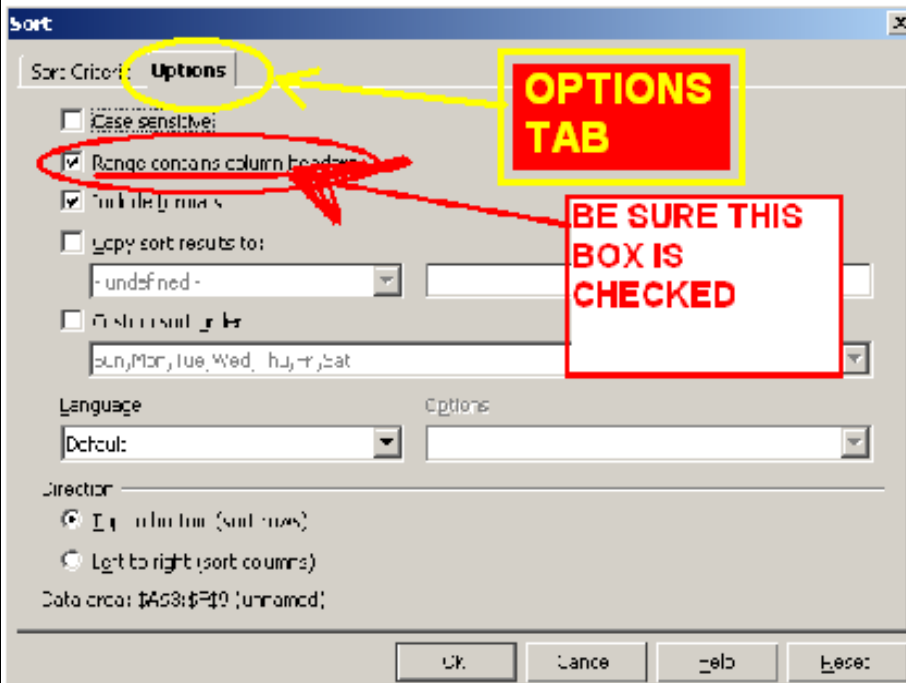 Sort
Sort Criteria Options
OPTIONS
TAB
Case sensitive
Range contains column headers
BE SURE THIS
BOX IS
CHECKED
Include formats
Copy sort results to:
- undefined -
Custom sort order
Sun,Mon,Tue,Wed,Thu,Fri,Sat
Language
Options
Default
Direction
Top to bottom (sort rows)
Left to right (sort columns)
Data area: (unnamed)
OK Cancel Help Reset